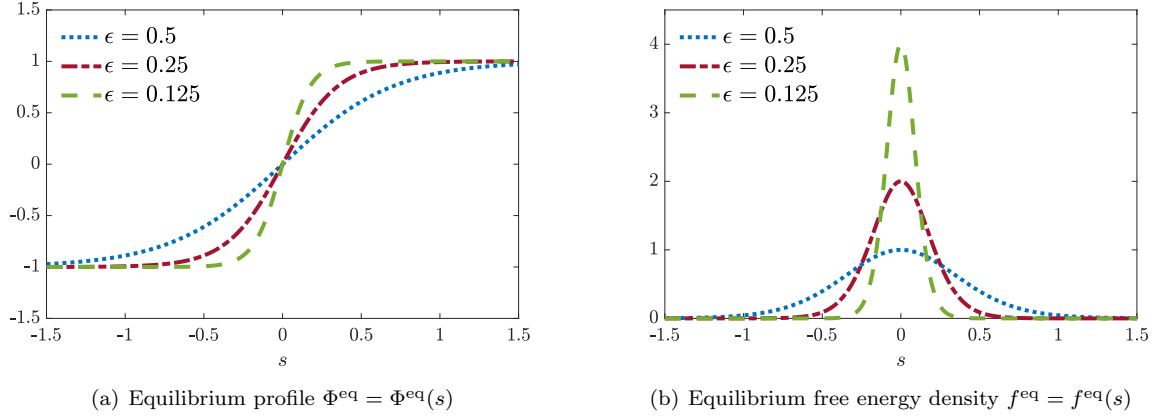 1.5
1
0.5
0
-0.5
-1
-1.5
-1.5 -1 -0.5 0 0.5 1 1.5
s
ϵ = 0.5
ϵ = 0.25
ϵ = 0.125
(a) Equilibrium profile Φ^eq = Φ^eq(s)
4
3
2
1
0
-1.5 -1 -0.5 0 0.5 1 1.5
s
ϵ = 0.5
ϵ = 0.25
ϵ = 0.125
(b) Equilibrium free energy density f^eq = f^eq(s)